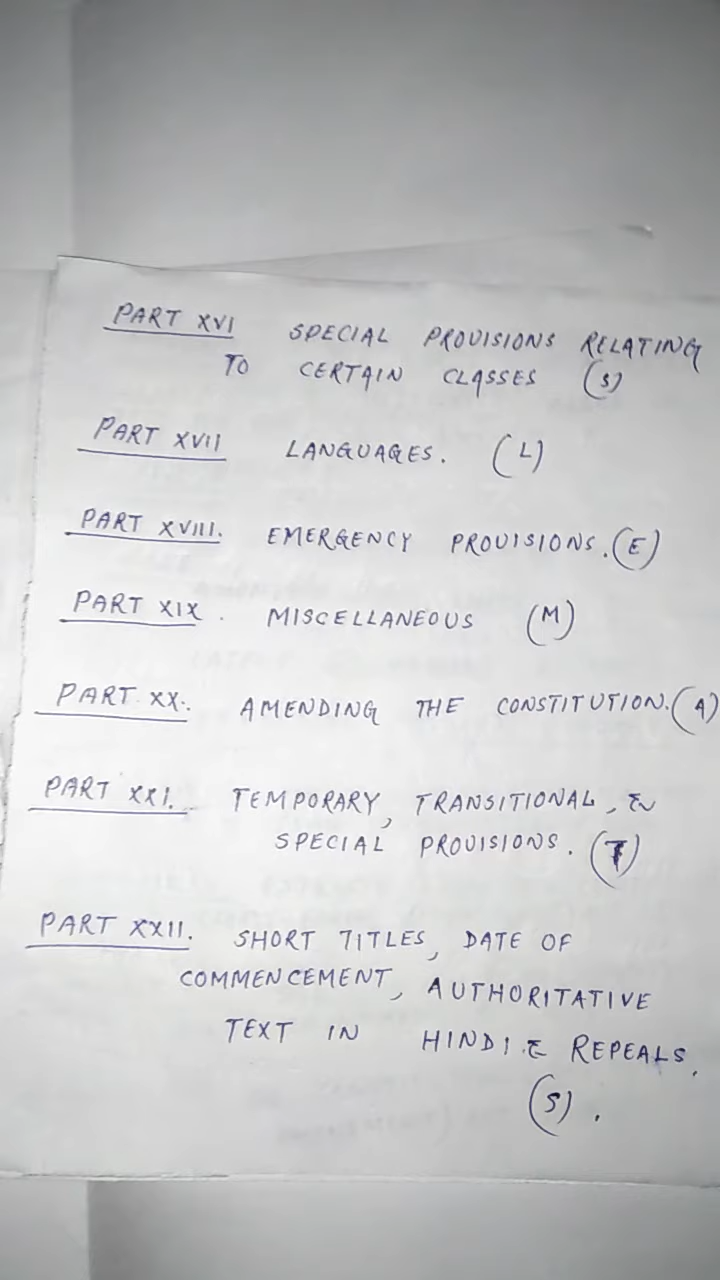 PART XVI SPECIAL PROVISIONS RELATING
TO CERTAIN CLASSES (S)
PART XVII LANGUAGES. (L)
PART XVIII. EMERGENCY PROVISIONS. (E)
PART XIX. MISCELLANEOUS (M)
PART XX. AMENDING THE CONSTITUTION. (A)
PART XXI. TEMPORARY, TRANSITIONAL, &
SPECIAL PROVISIONS. (T)
PART XXII. SHORT TITLES, DATE OF
COMMENCEMENT, AUTHORITATIVE
TEXT IN HINDI & REPEALS.
(S).